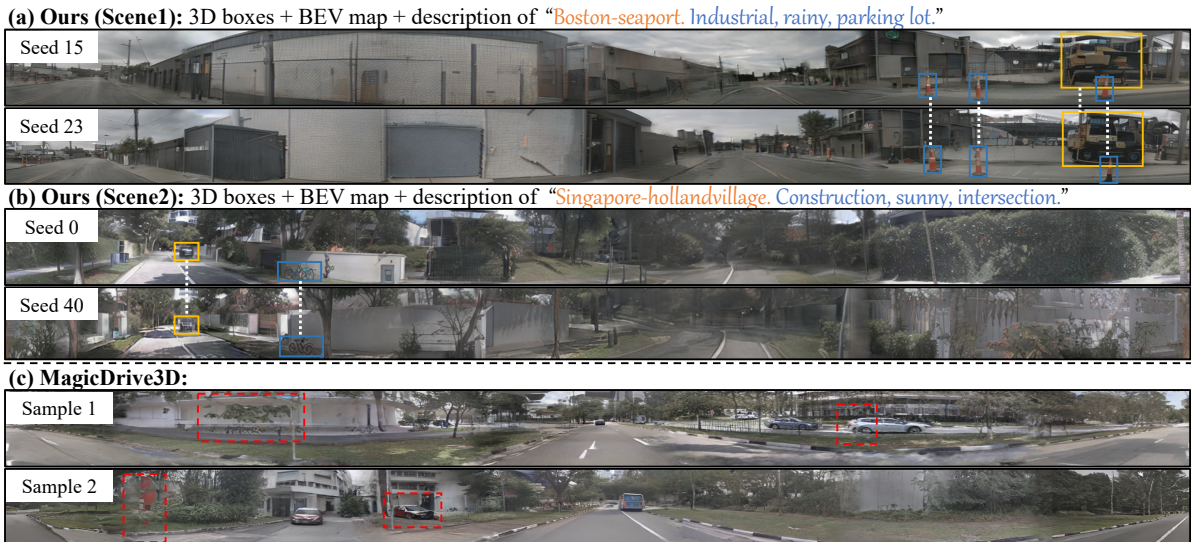 (a) Ours (Scene1): 3D boxes + BEV map + description of “Boston-seaport. Industrial, rainy, parking lot.”
Seed 15
Seed 23
(b) Ours (Scene2): 3D boxes + BEV map + description of “Singapore-hollandvillage. Construction, sunny, intersection.”
Seed 0
Seed 40
(c) MagicDrive3D:
Sample 1
Sample 2